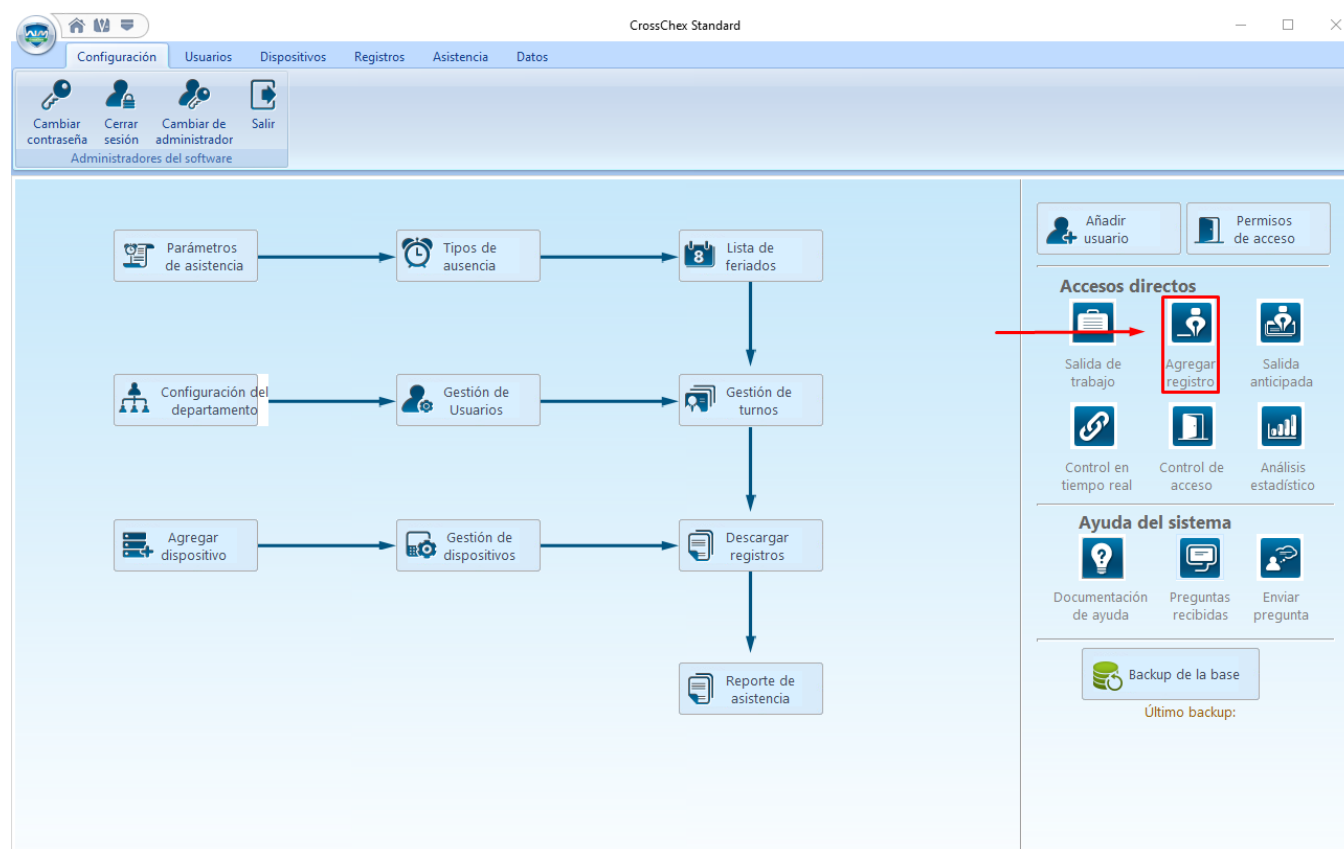 CrossChex Standard
Configuración
Usuarios
Dispositivos
Registros
Asistencia
Datos
Cambiar
contraseña
Cerrar
sesión
Cambiar de
administrador
Salir
Administradores del software
Parámetros
de asistencia
Tipos de
ausencia
8
Lista de
feriados
Configuración del
departamento
Gestión de
Usuarios
Gestión de
turnos
Agregar
dispositivo
Gestión de
dispositivos
Descargar
registros
Reporte de
asistencia
Añadir
usuario
Permisos
de acceso
Accesos directos
Salida de
trabajo
Agregar
registro
Salida
anticipada
Control en
tiempo real
Control de
acceso
Análisis
estadístico
Ayuda del sistema
Documentación
de ayuda
Preguntas
recibidas
Enviar
pregunta
Backup de la base
Último backup: